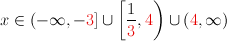 x ∈ (−∞, −3] ∪ [1/3, 4) ∪ (4, ∞)